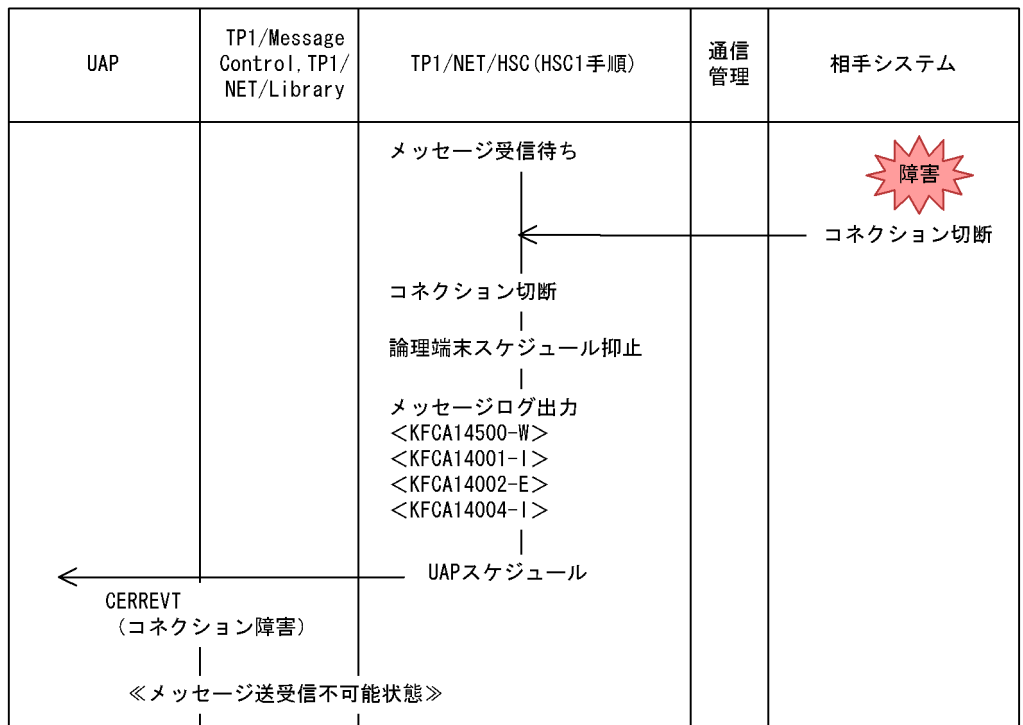 UAP
TP1/Message
Control,TP1/
NET/Library
TP1/NET/HSC(HSC1手順)
通信
管理
相手システム
メッセージ受信待ち
障害
コネクション切断
コネクション切断
論理端末スケジュール抑止
メッセージログ出力
＜KFCA14500-W＞
＜KFCA14001-I＞
＜KFCA14002-E＞
＜KFCA14004-I＞
UAPスケジュール
CERREVT
（コネクション障害）
≪メッセージ送受信不可能状態≫